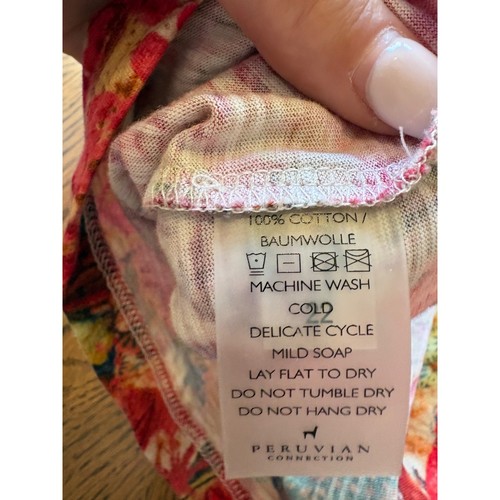 100% COTTON /
BAUMWOLLE
MACHINE WASH
COLD
22
DELICATE CYCLE
MILD SOAP
LAY FLAT TO DRY
DO NOT TUMBLE DRY
DO NOT HANG DRY
PERUVIAN
CONNECTION